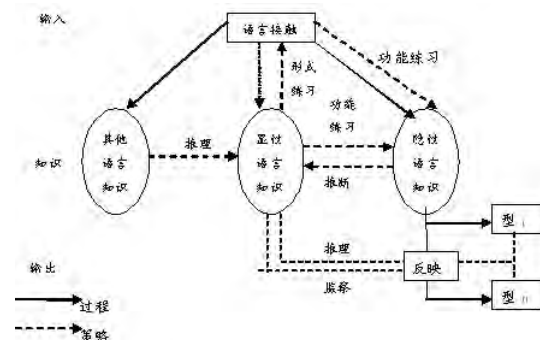 输入
语言接触
功能练习
形式
练习
功能
练习
知识
其他
语言
知识
推理
显性
语言
知识
推断
隐性
语言
知识
型 I
推理
反映
输出
监察
型 II
过程
策略